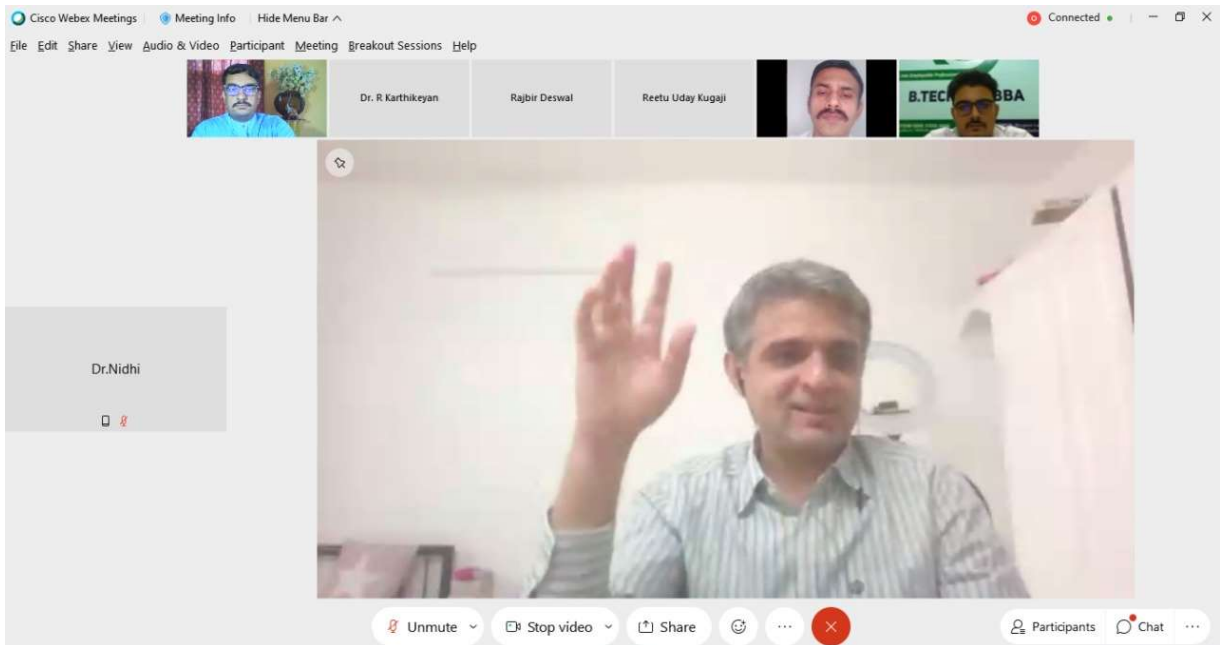 Cisco Webex Meetings Meeting Info Hide Menu Bar
Connected
File Edit Share View Audio & Video Participant Meeting Breakout Sessions Help
Dr. R Karthikeyan
Rajbir Deswal
Reetu Uday Kugaji
B.TEC
BBA
Dr.Nidhi
Unmute
Stop video
Share
Participants
Chat